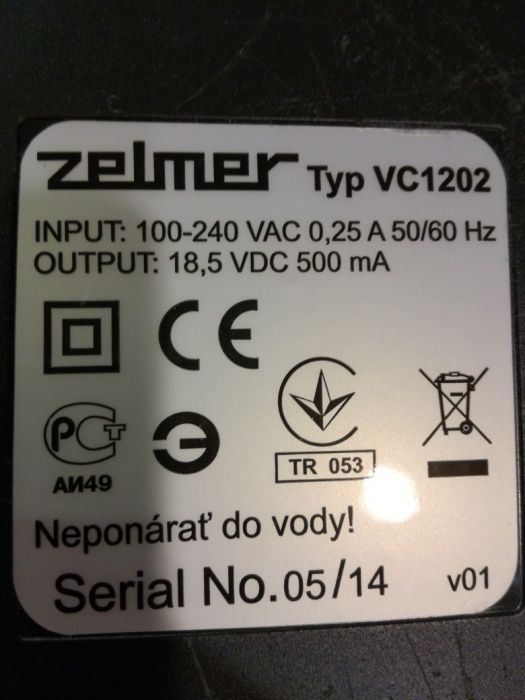 zelmer Typ VC1202
INPUT: 100-240 VAC 0,25 A 50/60 Hz
OUTPUT: 18,5 VDC 500 mA
CE
PCT
АИ49
TR 053
Neponárať do vody!
Serial No. 05/14 v01